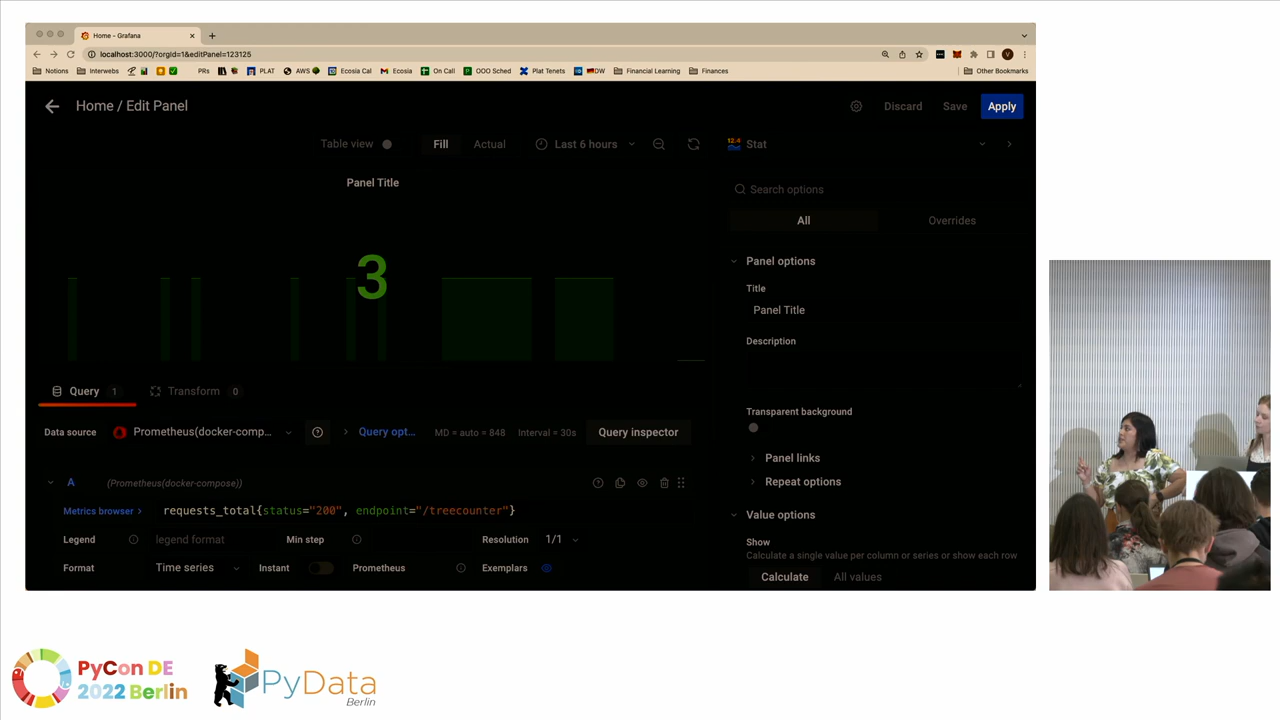 Home - Grafana
localhost:3000/?orgId=1&editPanel=123125
Notions Interwebs PRs PLAT AWS Ecosia Cal Ecosia On Call OOO Sched Plat Tenets DW Financial Learning Finances Other Bookmarks
Home / Edit Panel Discard Save Apply
Table view Fill Actual Last 6 hours 12.4 Stat
Panel Title
Search options
All Overrides
3
Panel options
Title
Panel Title
Description
Query 1 Transform 0
Transparent background
Data source Prometheus(docker-comp... Query opt... MD = auto = 848 Interval = 30s Query inspector
Panel links
Repeat options
A (Prometheus(docker-compose))
Metrics browser > requests_total{status="200", endpoint="/treecounter"}
Value options
Legend legend format Min step Resolution 1/1
Show
Calculate a single value per column or series or show each row
Format Time series Instant Prometheus Exemplars
Calculate All values
PyCon DE
2022 Berlin
PyData
Berlin